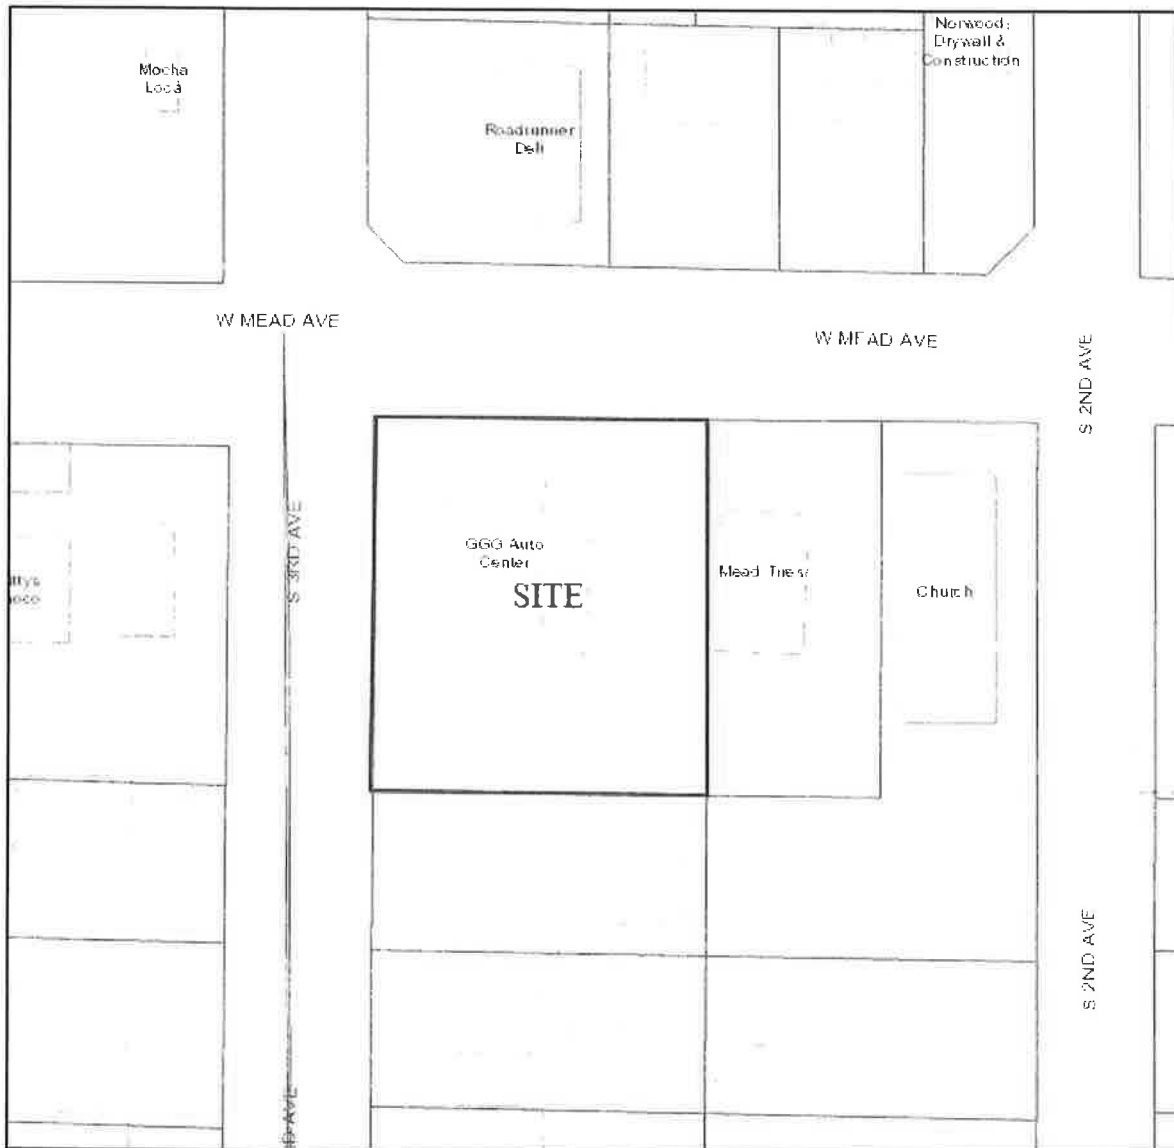 Norwood
Drywall &
Construction
Mocha
Loca
Roadrunner
Deli
W MEAD AVE
W MEAD AVE
S 2ND AVE
S 3RD AVE
GGG Auto
Center
SITE
Mead
Church
S 2ND AVE
D AVE